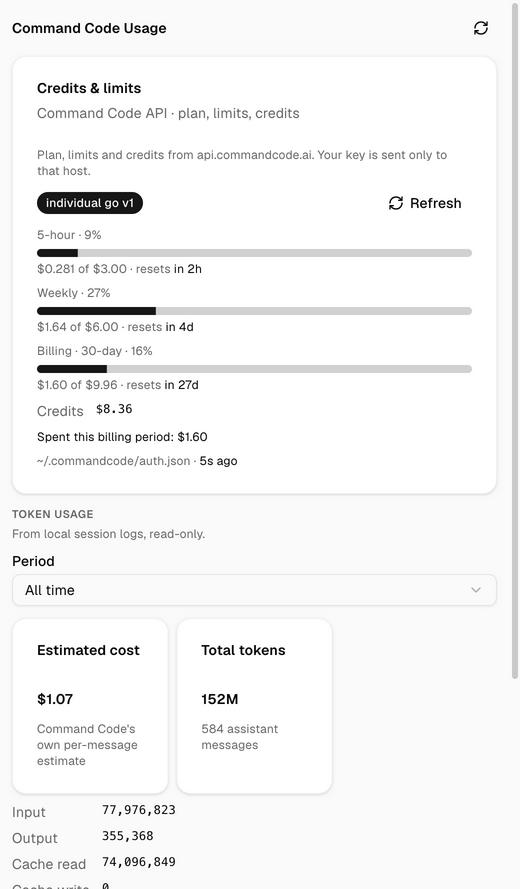 Command Code Usage
Credits & limits
Command Code API · plan, limits, credits
Plan, limits and credits from api.commandcode.ai. Your key is sent only to
that host.
individual go v1
Refresh
5-hour · 9%
$0.281 of $3.00 · resets in 2h
Weekly · 27%
$1.64 of $6.00 · resets in 4d
Billing · 30-day · 16%
$1.60 of $9.96 · resets in 27d
Credits $8.36
Spent this billing period: $1.60
~/.commandcode/auth.json · 5s ago
TOKEN USAGE
From local session logs, read-only.
Period
All time
Estimated cost
$1.07
Command Code's
own per-message
estimate
Total tokens
152M
584 assistant
messages
Input 77,976,823
Output 355,368
Cache read 74,096,849
Cache write 0